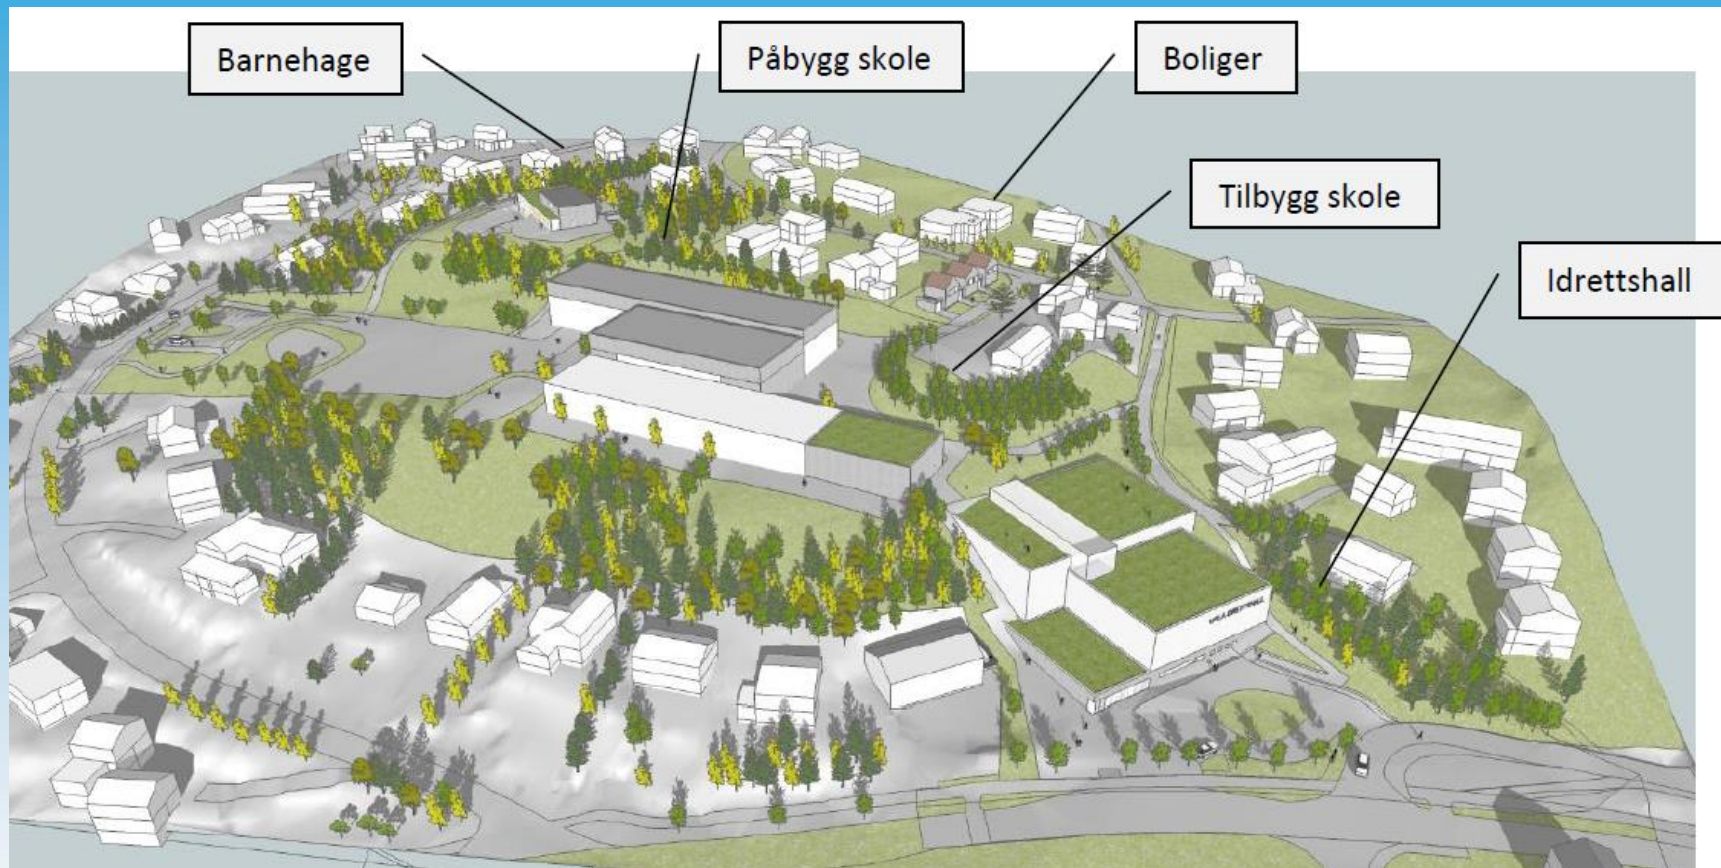 Barnehage
Påbygg skole
Boliger
Tilbygg skole
Idrettshall